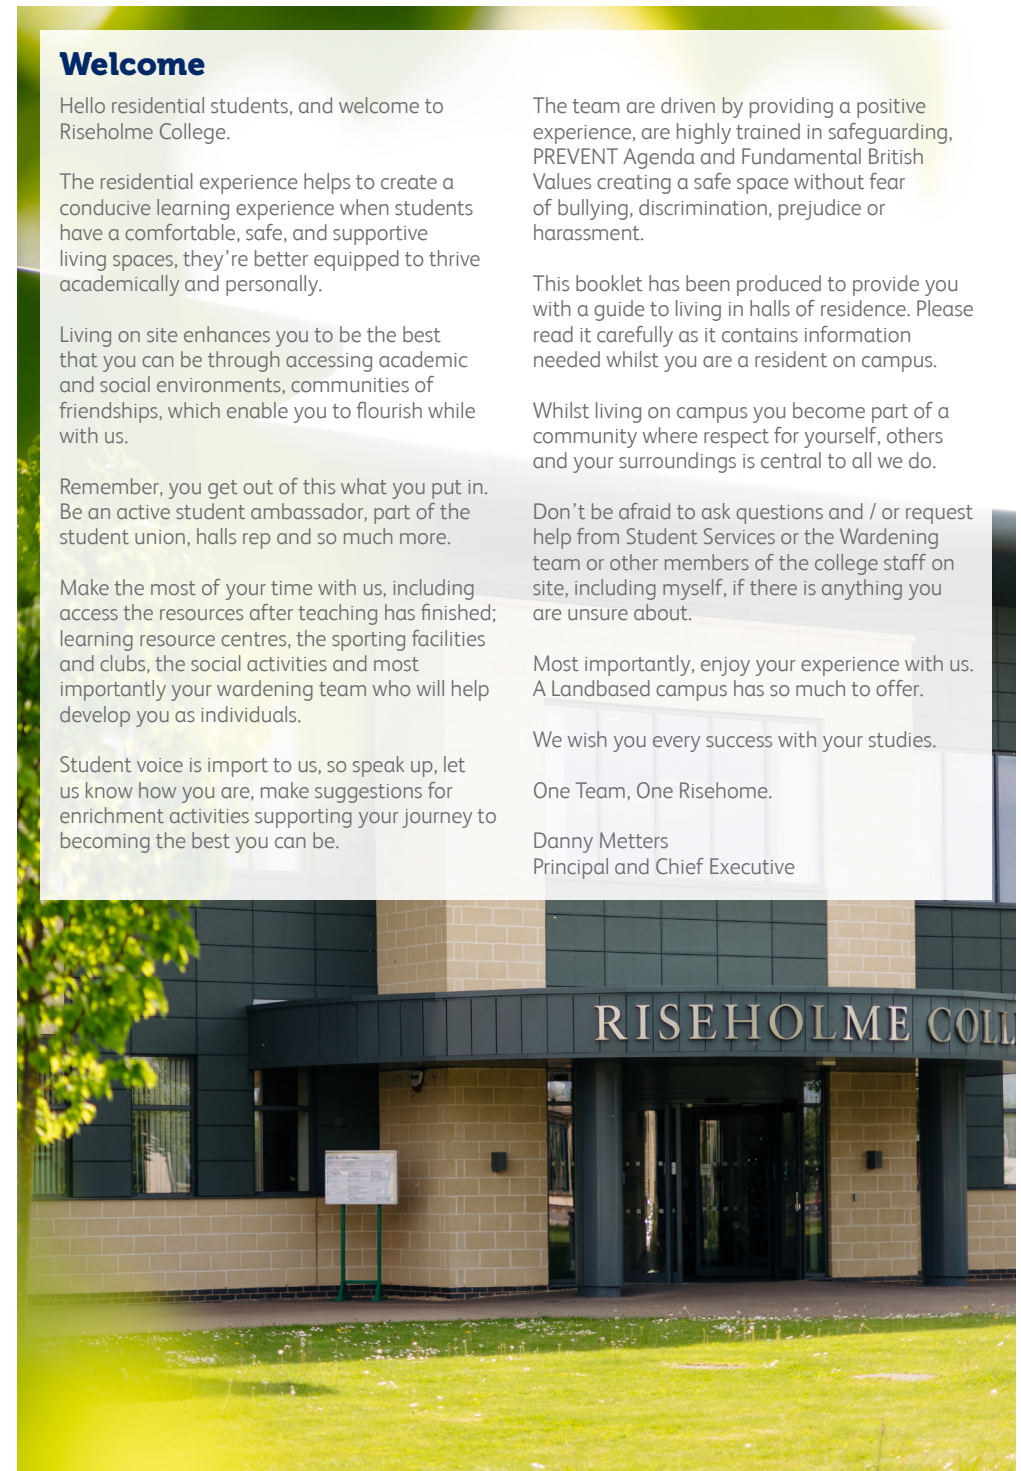 Welcome
Hello residential students, and welcome to
Riseholme College.
The residential experience helps to create a
conducive learning experience when students
have a comfortable, safe, and supportive
living spaces, they’re better equipped to thrive
academically and personally.
Living on site enhances you to be the best
that you can be through accessing academic
and social environments, communities of
friendships, which enable you to flourish while
with us.
Remember, you get out of this what you put in.
Be an active student ambassador, part of the
student union, halls rep and so much more.
Make the most of your time with us, including
access the resources after teaching has finished;
learning resource centres, the sporting facilities
and clubs, the social activities and most
importantly your wardening team who will help
develop you as individuals.
Student voice is import to us, so speak up, let
us know how you are, make suggestions for
enrichment activities supporting your journey to
becoming the best you can be.
The team are driven by providing a positive
experience, are highly trained in safeguarding,
PREVENT Agenda and Fundamental British
Values creating a safe space without fear
of bullying, discrimination, prejudice or
harassment.
This booklet has been produced to provide you
with a guide to living in halls of residence. Please
read it carefully as it contains information
needed whilst you are a resident on campus.
Whilst living on campus you become part of a
community where respect for yourself, others
and your surroundings is central to all we do.
Don’t be afraid to ask questions and / or request
help from Student Services or the Wardening
team or other members of the college staff on
site, including myself, if there is anything you
are unsure about.
Most importantly, enjoy your experience with us.
A Landbased campus has so much to offer.
We wish you every success with your studies.
One Team, One Risehome.
Danny Metters
Principal and Chief Executive
RISEHOLME COLL